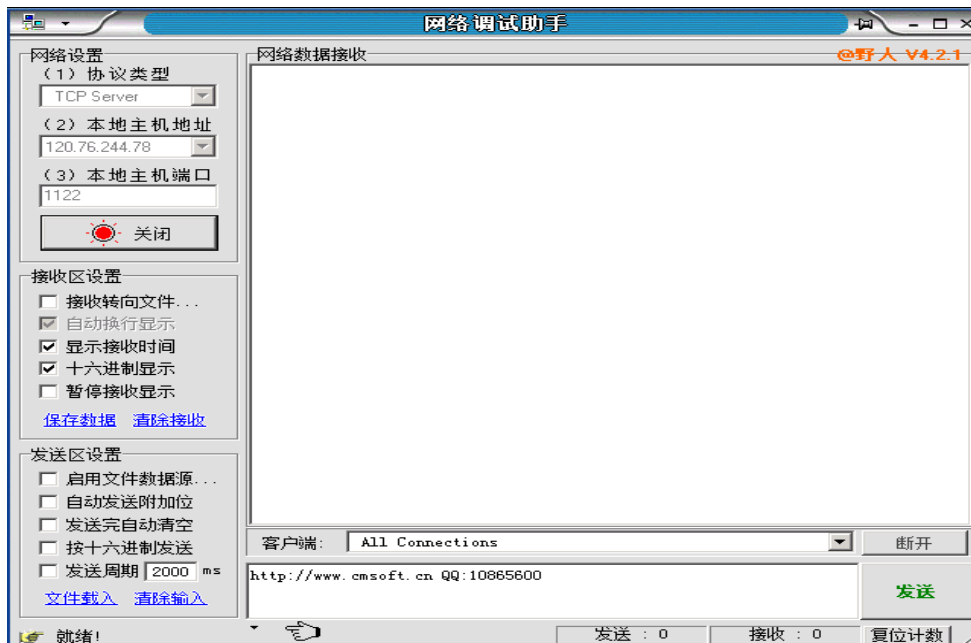 网络调试助手
网络设置
(1) 协议类型
TCP Server
(2) 本地主机地址
120.76.244.78
(3) 本地主机端口
1122
关闭
接收区设置
接收转向文件...
自动换行显示
显示接收时间
十六进制显示
暂停接收显示
保存数据 清除接收
发送区设置
启用文件数据源...
自动发送附加位
发送完自动清空
按十六进制发送
发送周期 2000 ms
文件载入 清除输入
网络数据接收
@野人 V4.2.1
客户端: All Connections 断开
http://www.cmsoft.cn QQ:10865600
发送
就绪! 发送 : 0 接收 : 0 复位计数